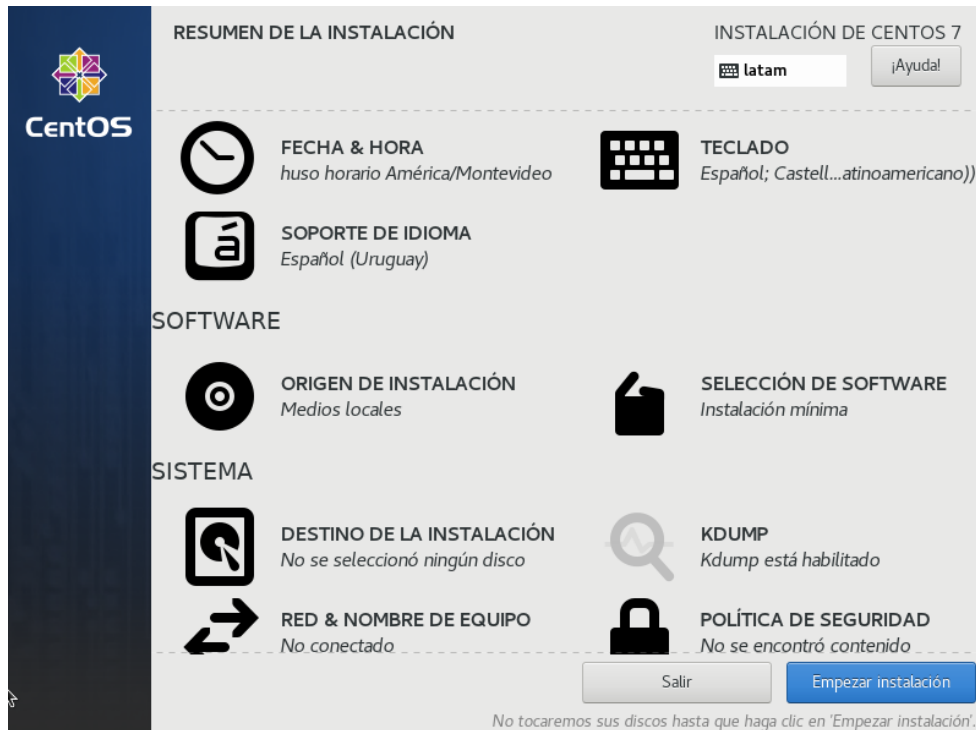 RESUMEN DE LA INSTALACIÓN
INSTALACIÓN DE CENTOS 7
latam
¡Ayuda!
CentOS
FECHA & HORA
huso horario América/Montevideo
TECLADO
Español; Castell...atinoamericano))
á
SOPORTE DE IDIOMA
Español (Uruguay)
SOFTWARE
ORIGEN DE INSTALACIÓN
Medios locales
SELECCIÓN DE SOFTWARE
Instalación mínima
SISTEMA
DESTINO DE LA INSTALACIÓN
No se seleccionó ningún disco
KDUMP
Kdump está habilitado
RED & NOMBRE DE EQUIPO
No conectado
POLÍTICA DE SEGURIDAD
No se encontró contenido
Salir
Empezar instalación
No tocaremos sus discos hasta que haga clic en 'Empezar instalación'.